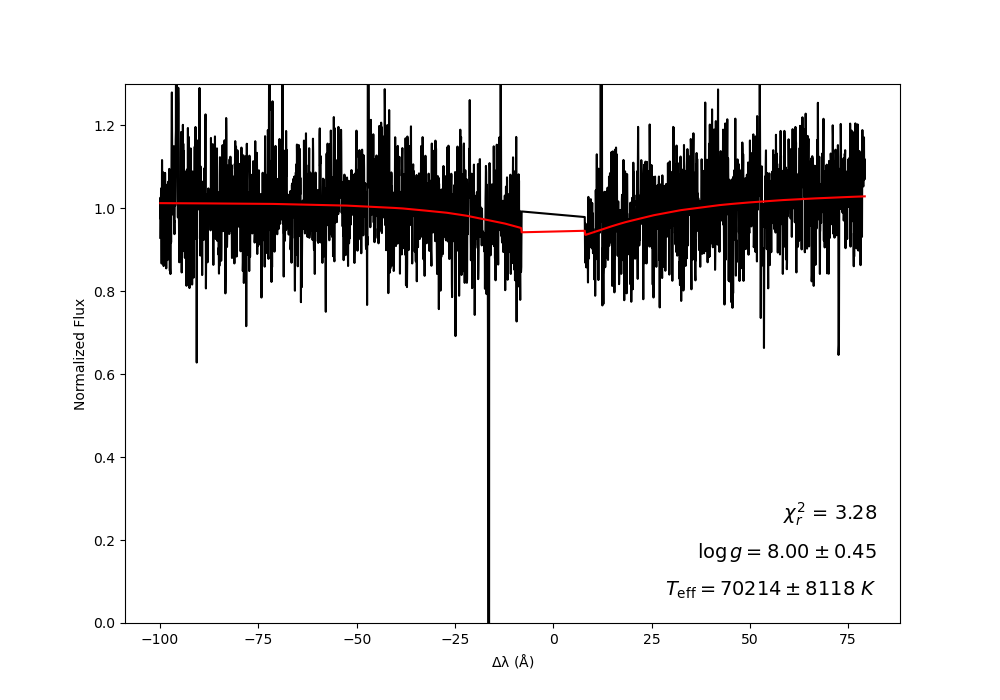 1.2
1.0
0.8
0.6
0.4
0.2
0.0
Normalized Flux
χ²ᵣ = 3.28
log g = 8.00 ± 0.45
T_eff = 70214 ± 8118 K
−100 −75 −50 −25 0 25 50 75
Δλ (Å)